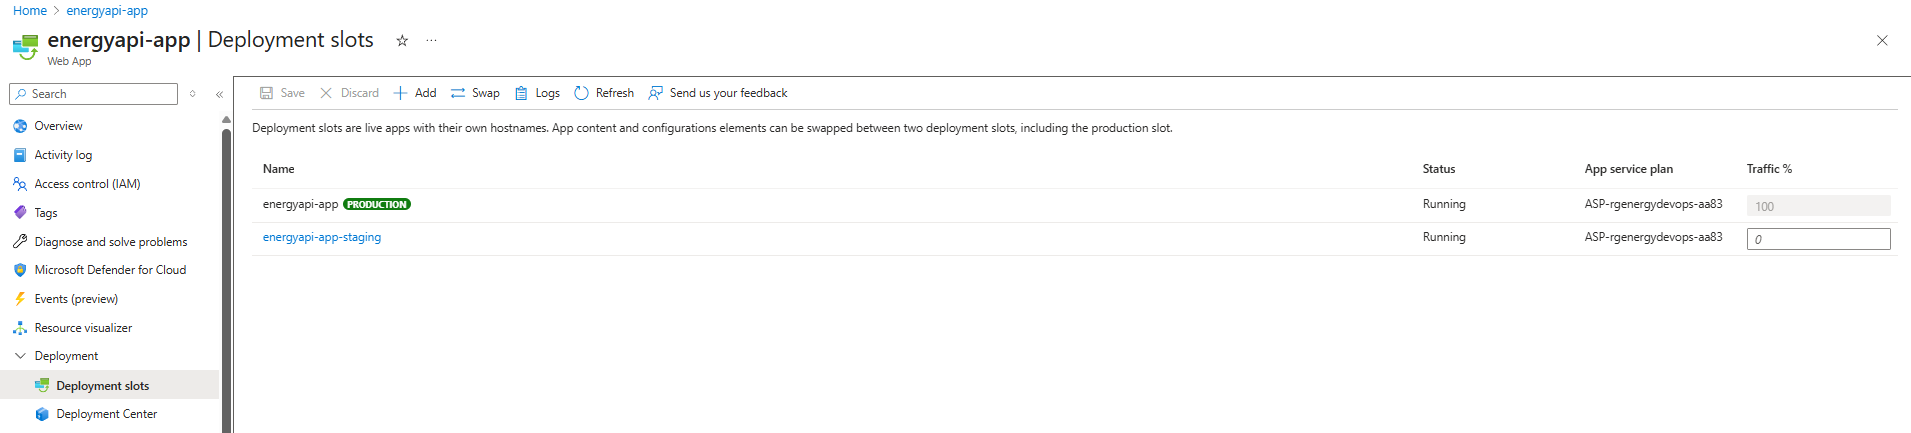 Home > energyapi-app
energyapi-app | Deployment slots ...
Web App
Search
Overview
Activity log
Access control (IAM)
Tags
Diagnose and solve problems
Microsoft Defender for Cloud
Events (preview)
Resource visualizer
Deployment
Deployment slots
Deployment Center
Save Discard Add Swap Logs Refresh Send us your feedback
Deployment slots are live apps with their own hostnames. App content and configurations elements can be swapped between two deployment slots, including the production slot.
Name Status App service plan Traffic %
energyapi-app PRODUCTION Running ASP-rgenergydevops-aa83 100
energyapi-app-staging Running ASP-rgenergydevops-aa83 0